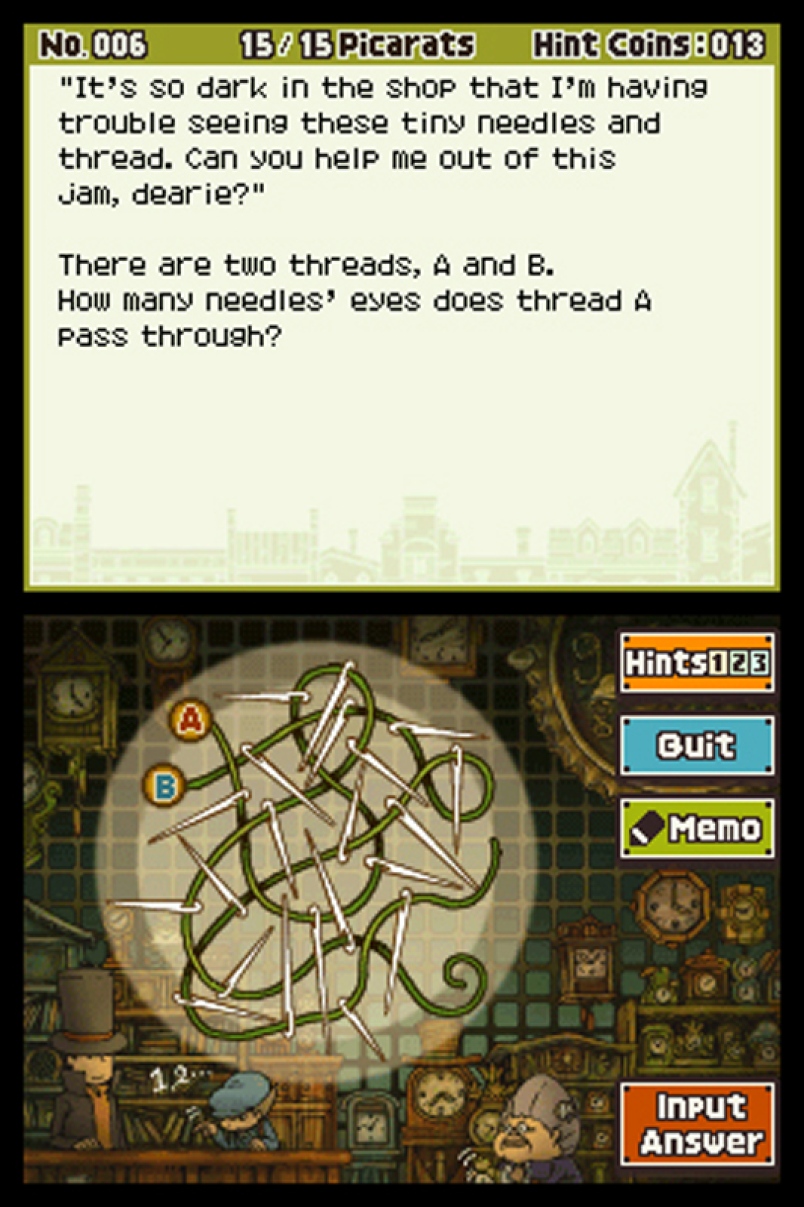 No. 006 15/15 Picarats Hint Coins:013
"It's so dark in the shop that I'm having
trouble seeing these tiny needles and
thread. Can you help me out of this
jam, dearie?"
There are two threads, A and B.
How many needles' eyes does thread A
pass through?
Hints 1 2 3
A
Quit
B
Memo
1,2...
Input
Answer